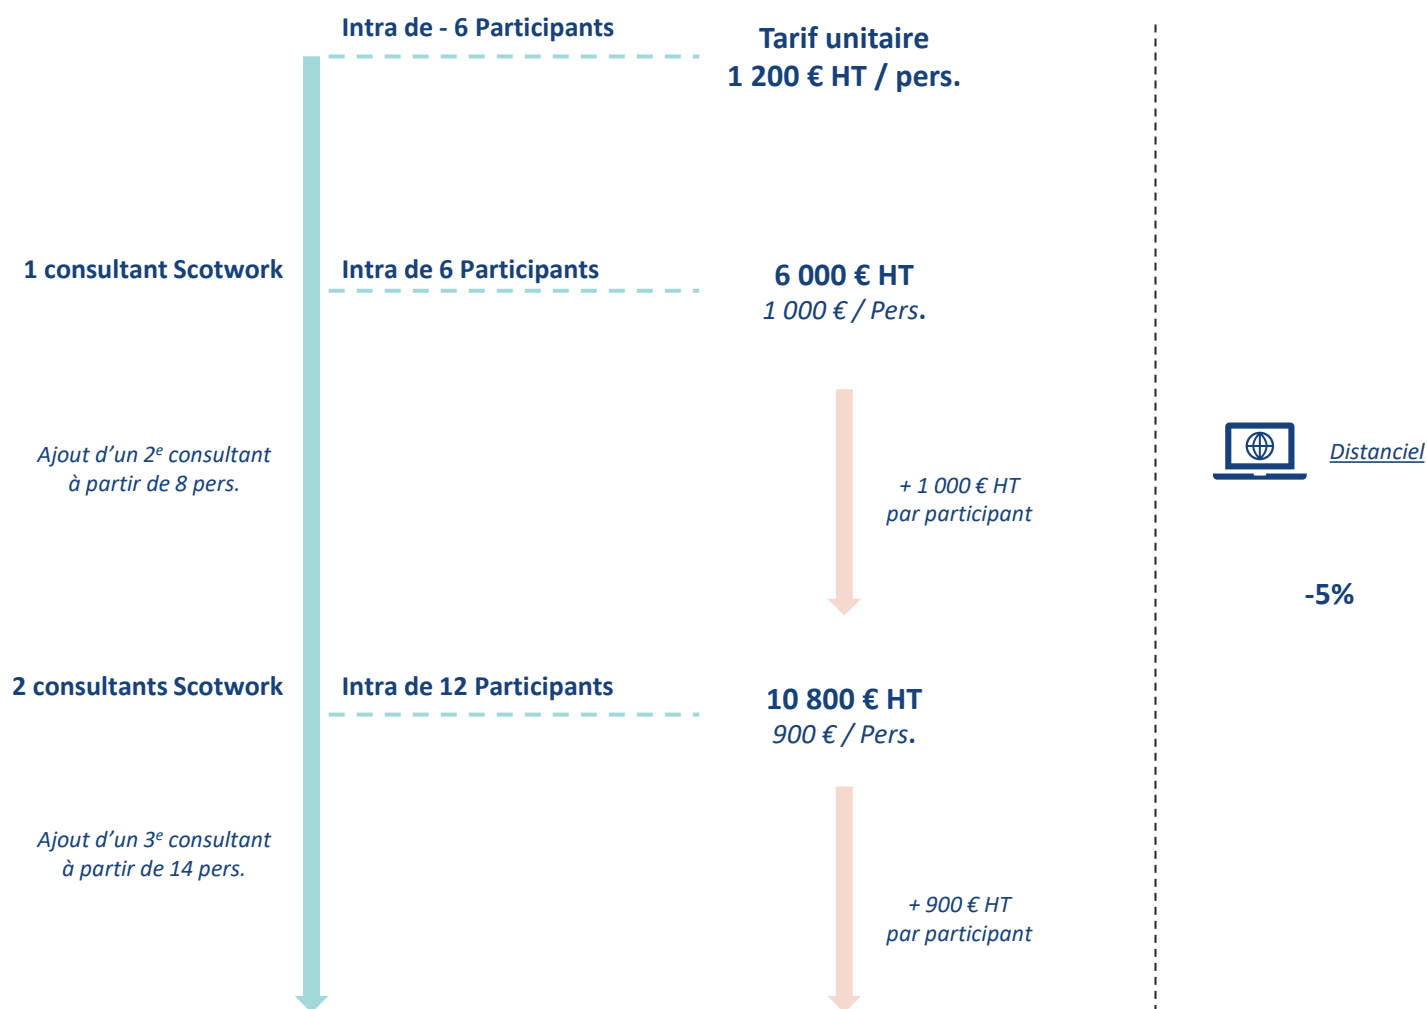 Intra de - 6 Participants
Tarif unitaire
1 200 € HT / pers.
1 consultant Scotwork
Intra de 6 Participants
6 000 € HT
1 000 € / Pers.
Ajout d’un 2e consultant
à partir de 8 pers.
+ 1 000 € HT
par participant
Distanciel
-5%
2 consultants Scotwork
Intra de 12 Participants
10 800 € HT
900 € / Pers.
Ajout d’un 3e consultant
à partir de 14 pers.
+ 900 € HT
par participant